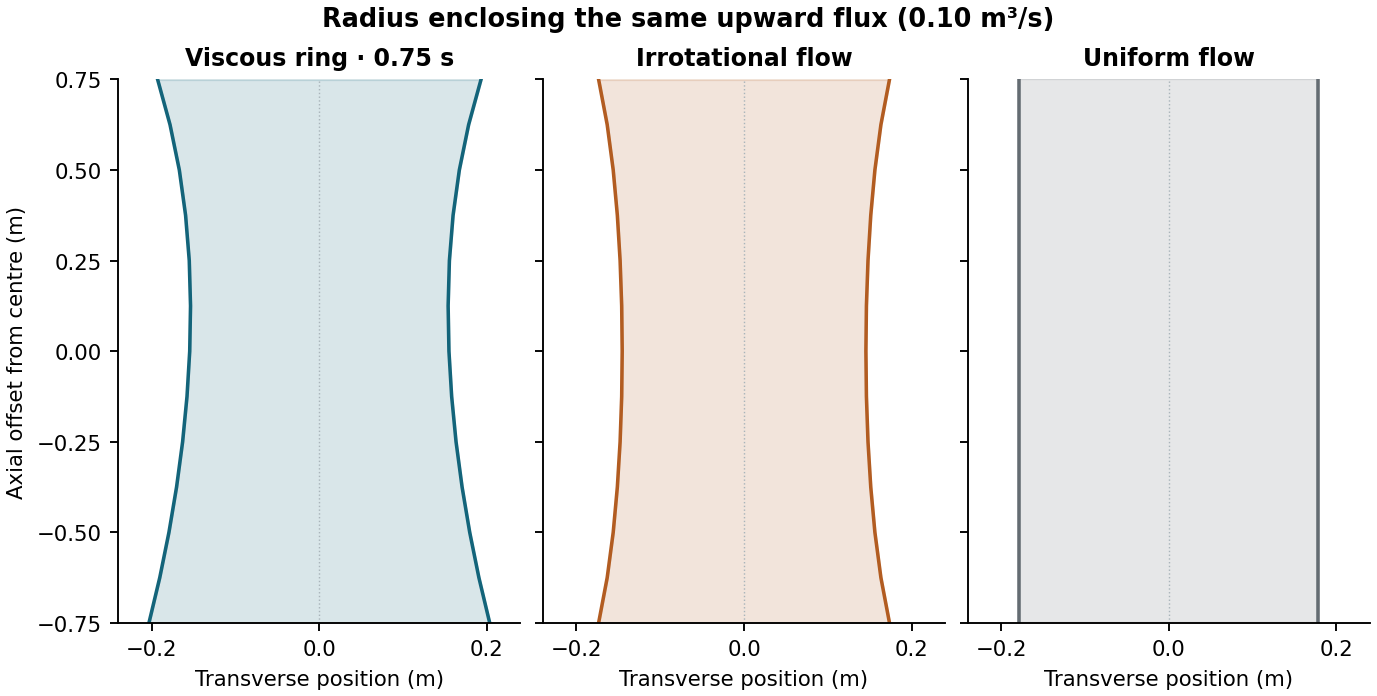 Radius enclosing the same upward flux (0.10 m³/s)
Viscous ring · 0.75 s
Irrotational flow
Uniform flow
Axial offset from centre (m)
0.75
0.50
0.25
0.00
−0.25
−0.50
−0.75
−0.2 0.0 0.2
−0.2 0.0 0.2
−0.2 0.0 0.2
Transverse position (m)
Transverse position (m)
Transverse position (m)